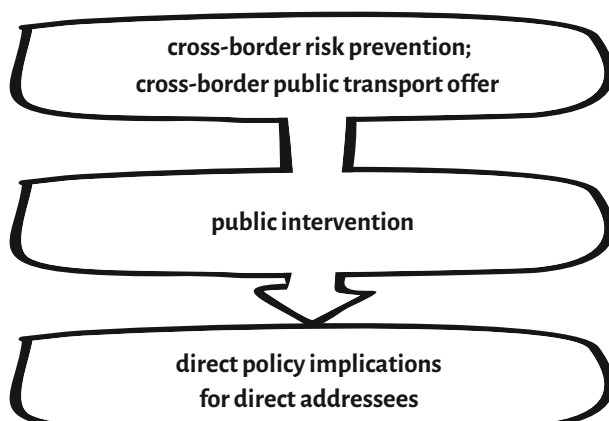 cross-border risk prevention;
cross-border public transport offer
public intervention
direct policy implications
for direct addressees